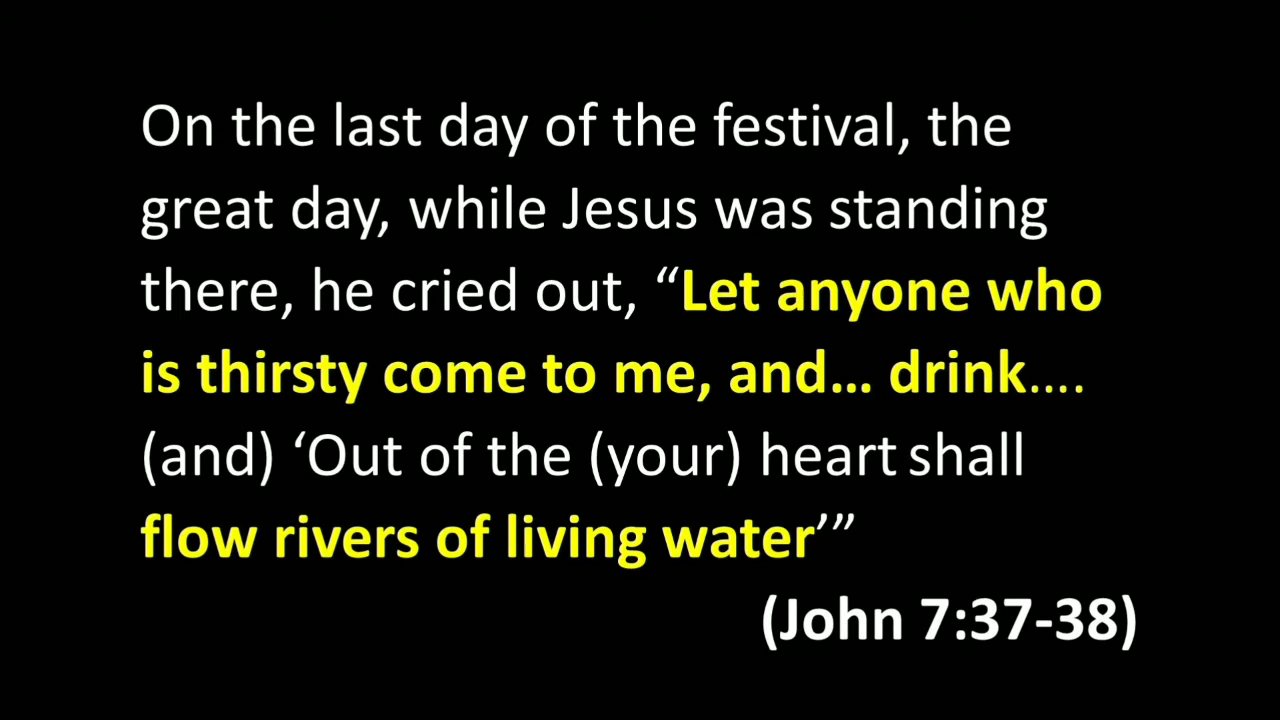 On the last day of the festival, the
great day, while Jesus was standing
there, he cried out, “Let anyone who
is thirsty come to me, and… drink….
(and) ‘Out of the (your) heart shall
flow rivers of living water’”
(John 7:37-38)